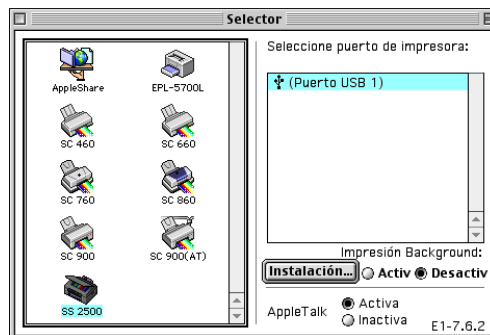 Selector
AppleShare
EPL-5700L
SC 460
SC 660
SC 760
SC 860
SC 900
SC 900(AT)
SS 2500
Seleccione puerto de impresora:
(Puerto USB 1)
Impresión Background:
Instalación... Activ Desactiv
AppleTalk
Activa
Inactiva
E1-7.6.2